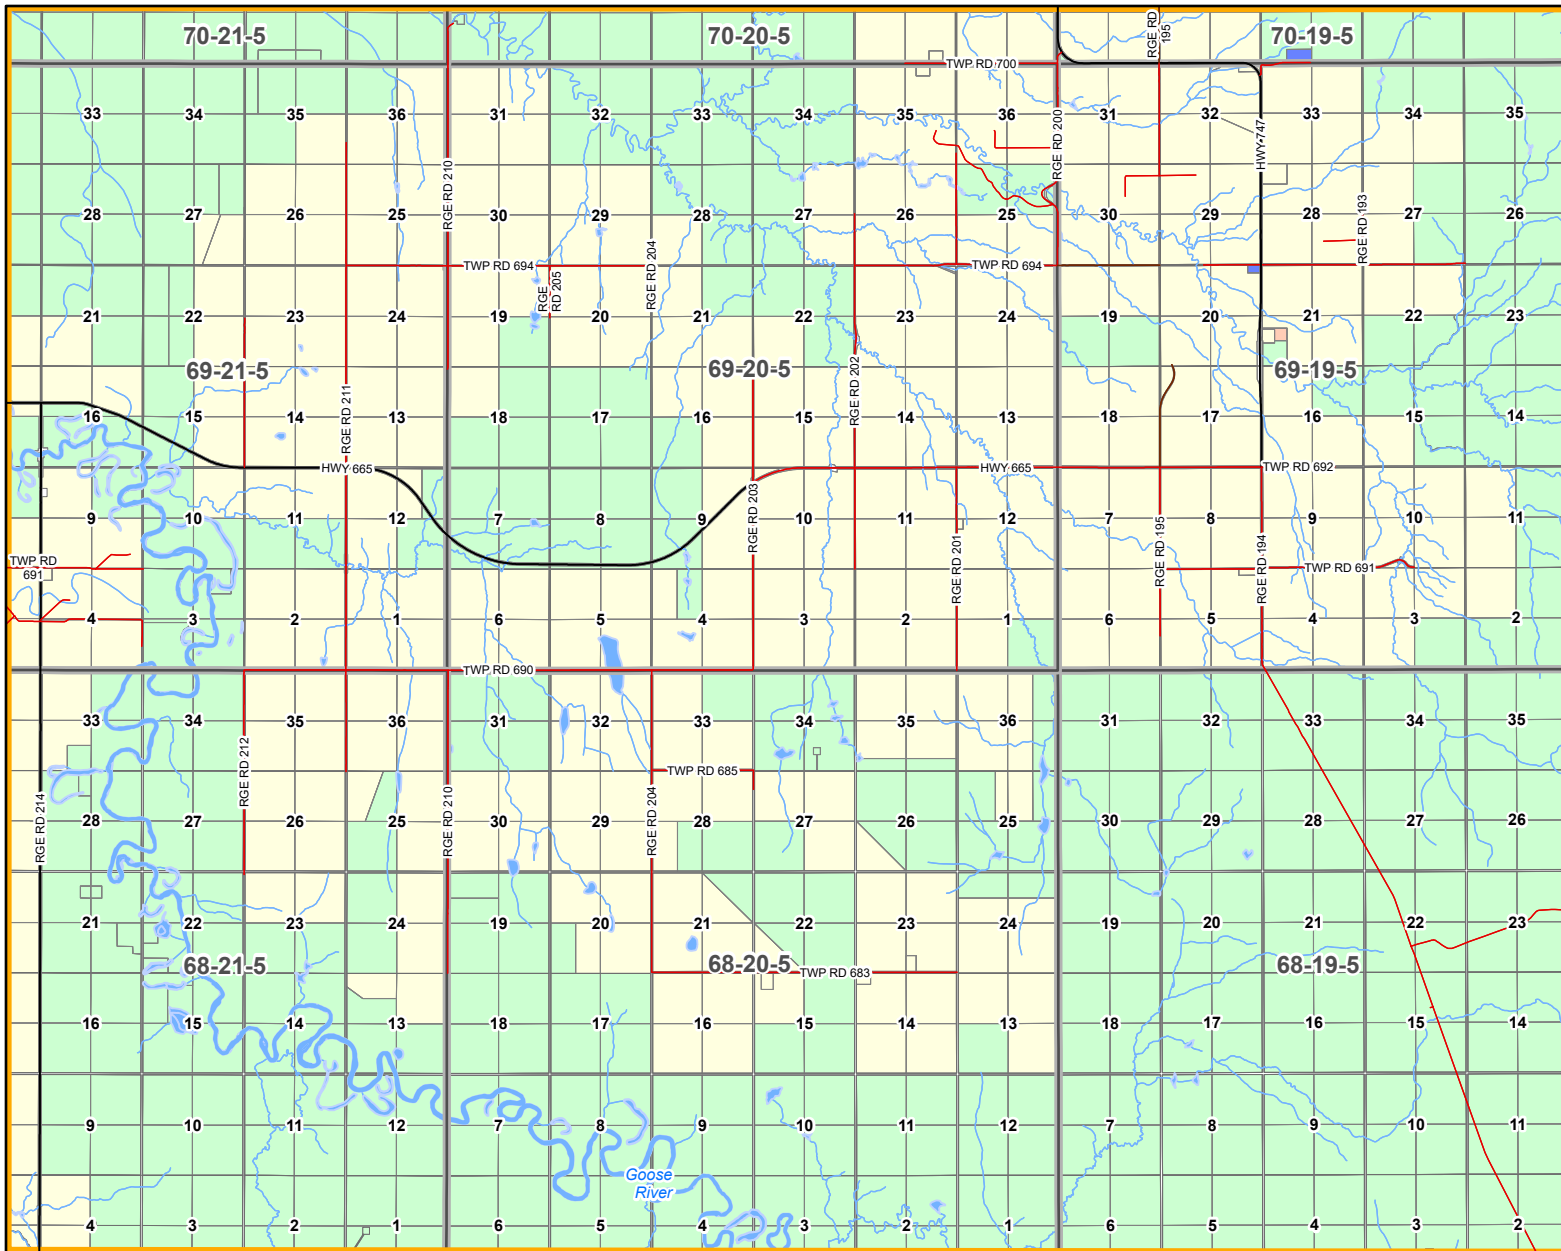 70-21-5 70-20-5 RGE RD 195 70-19-5
TWP RD 700
33 34 35 36 31 32 33 34 35 36 31 32 33 34 35
RGE RD 210 RGE RD 200 HWY 747
28 27 26 25 30 29 28 27 26 25 30 29 28 27 26
RGE RD 204 RGE RD 193
TWP RD 694 TWP RD 694
RGE RD 205
21 22 23 24 19 20 21 22 23 24 19 20 21 22 23
69-21-5 69-20-5 69-19-5
RGE RD 211 RGE RD 202
16 15 14 13 18 17 16 15 14 13 18 17 16 15 14
HWY 665 HWY 665 TWP RD 692
9 10 11 12 7 8 9 10 11 12 7 8 9 10 11
RGE RD 203 RGE RD 201 RGE RD 195 RGE RD 194
TWP RD 691 TWP RD 691
4 3 2 1 6 5 4 3 2 1 6 5 4 3 2
TWP RD 690
33 34 35 36 31 32 33 34 35 36 31 32 33 34 35
RGE RD 212
TWP RD 685
RGE RD 214 RGE RD 210 RGE RD 204
28 27 26 25 30 29 28 27 26 25 30 29 28 27 26
21 22 23 24 19 20 21 22 23 24 19 20 21 22 23
68-21-5 68-20-5 68-19-5
TWP RD 683
16 15 14 13 18 17 16 15 14 13 18 17 16 15 14
9 10 11 12 7 8 9 10 11 12 7 8 9 10 11
Goose
River
4 3 2 1 6 5 4 3 2 1 6 5 4 3 2